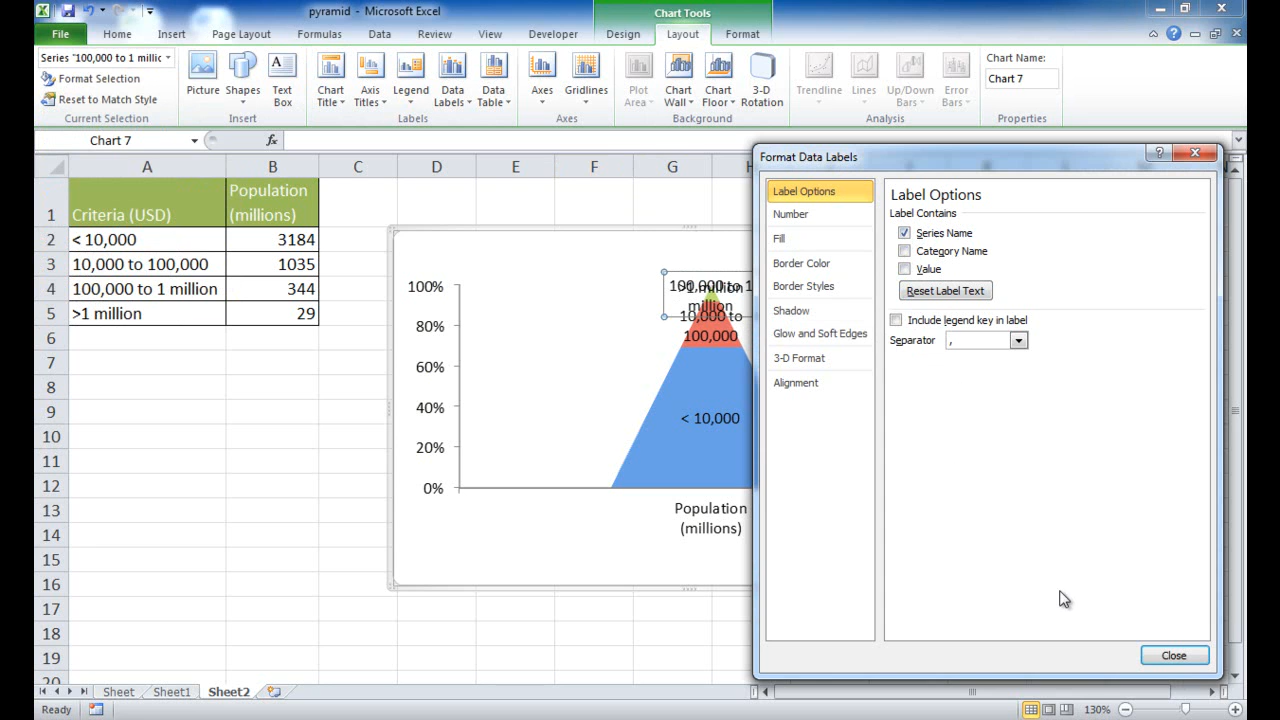 pyramid - Microsoft Excel
Chart Tools
File Home Insert Page Layout Formulas Data Review View Developer Design Layout Format
Series "100,000 to 1 millic
Format Selection
Reset to Match Style
Current Selection
Picture Shapes Text Box
Insert
Chart Title Axis Titles Legend Data Labels Data Table
Labels
Axes Gridlines
Axes
Plot Area Chart Wall Chart Floor 3-D Rotation
Background
Trendline Lines Up/Down Bars Error Bars
Analysis
Chart Name:
Chart 7
Properties
Chart 7
fx
A B C D E F G H
1 Criteria (USD) Population (millions)
2 < 10,000 3184
3 10,000 to 100,000 1035
4 100,000 to 1 million 344
5 >1 million 29
6
7
8
9
10
11
12
13
14
15
16
17
18
19
20
100%
80%
60%
40%
20%
0%
100,000 to 1
>1 million
million
10,000 to
100,000
< 10,000
Population
(millions)
Format Data Labels
Label Options
Number
Fill
Border Color
Border Styles
Shadow
Glow and Soft Edges
3-D Format
Alignment
Label Options
Label Contains
Series Name
Category Name
Value
Reset Label Text
Include legend key in label
Separator ,
Close
Sheet Sheet1 Sheet2
Ready
130%